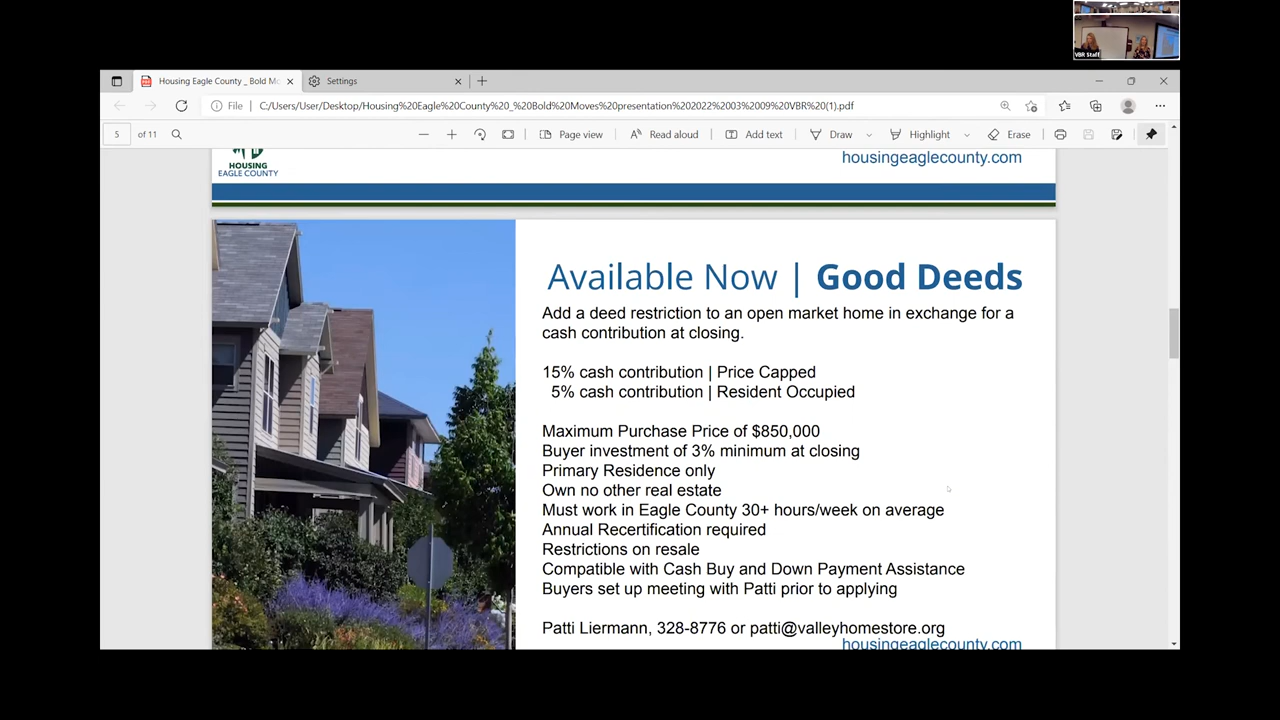 VBR Staff
Housing Eagle County _ Bold Mo
Settings
File
C:/Users/User/Desktop/Housing%20Eagle%20County%20_%20Bold%20Moves%20presentation%202022%2003%2009%20VBR%20(1).pdf
5 of 11
Page view
Read aloud
Add text
Draw
Highlight
Erase
HOUSING
EAGLE COUNTY
housingeaglecounty.com
Available Now | Good Deeds
Add a deed restriction to an open market home in exchange for a
cash contribution at closing.
15% cash contribution | Price Capped
5% cash contribution | Resident Occupied
Maximum Purchase Price of $850,000
Buyer investment of 3% minimum at closing
Primary Residence only
Own no other real estate
Must work in Eagle County 30+ hours/week on average
Annual Recertification required
Restrictions on resale
Compatible with Cash Buy and Down Payment Assistance
Buyers set up meeting with Patti prior to applying
Patti Liermann, 328-8776 or patti@valleyhomestore.org
housingeaglecounty.com